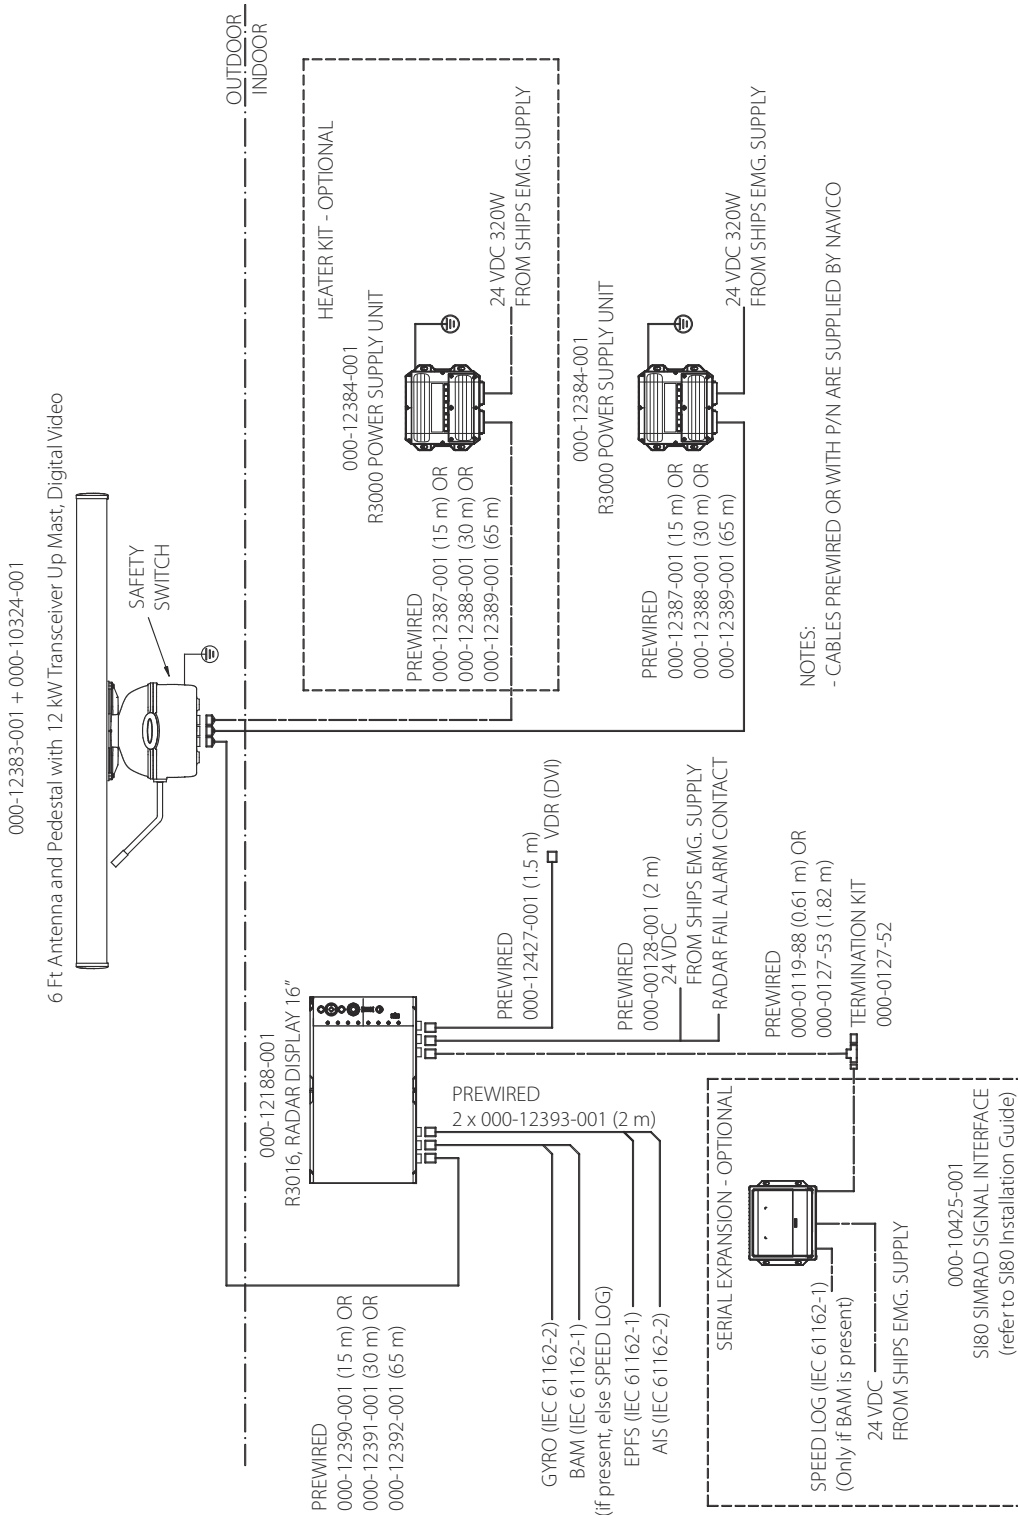 000-12383-001 + 000-10324-001
6 Ft Antenna and Pedestal with 12 kW Transceiver Up Mast, Digital Video
SAFETY
SWITCH
OUTDOOR
INDOOR
PREWIRED
000-12390-001 (15 m) OR
000-12391-001 (30 m) OR
000-12392-001 (65 m)
000-12188-001
R3016, RADAR DISPLAY 16”
HEATER KIT - OPTIONAL
000-12384-001
R3000 POWER SUPPLY UNIT
PREWIRED
000-12387-001 (15 m) OR
000-12388-001 (30 m) OR
000-12389-001 (65 m)
24 VDC 320W
FROM SHIPS EMG. SUPPLY
PREWIRED
2 x 000-12393-001 (2 m)
GYRO (IEC 61162-2)
BAM (IEC 61162-1)
(if present, else SPEED LOG)
EPFS (IEC 61162-1)
AIS (IEC 61162-2)
PREWIRED
000-12427-001 (1.5 m)
VDR (DVI)
PREWIRED
000-00128-001 (2 m)
24 VDC
FROM SHIPS EMG. SUPPLY
RADAR FAIL ALARM CONTACT
000-12384-001
R3000 POWER SUPPLY UNIT
PREWIRED
000-12387-001 (15 m) OR
000-12388-001 (30 m) OR
000-12389-001 (65 m)
24 VDC 320W
FROM SHIPS EMG. SUPPLY
PREWIRED
000-0119-88 (0.61 m) OR
000-0127-53 (1.82 m)
TERMINATION KIT
000-0127-52
SERIAL EXPANSION - OPTIONAL
SPEED LOG (IEC 61162-1)
(Only if BAM is present)
24 VDC
FROM SHIPS EMG. SUPPLY
000-10425-001
SI80 SIMRAD SIGNAL INTERFACE
(refer to SI80 Installation Guide)
NOTES:
- CABLES PREWIRED OR WITH P/N ARE SUPPLIED BY NAVICO